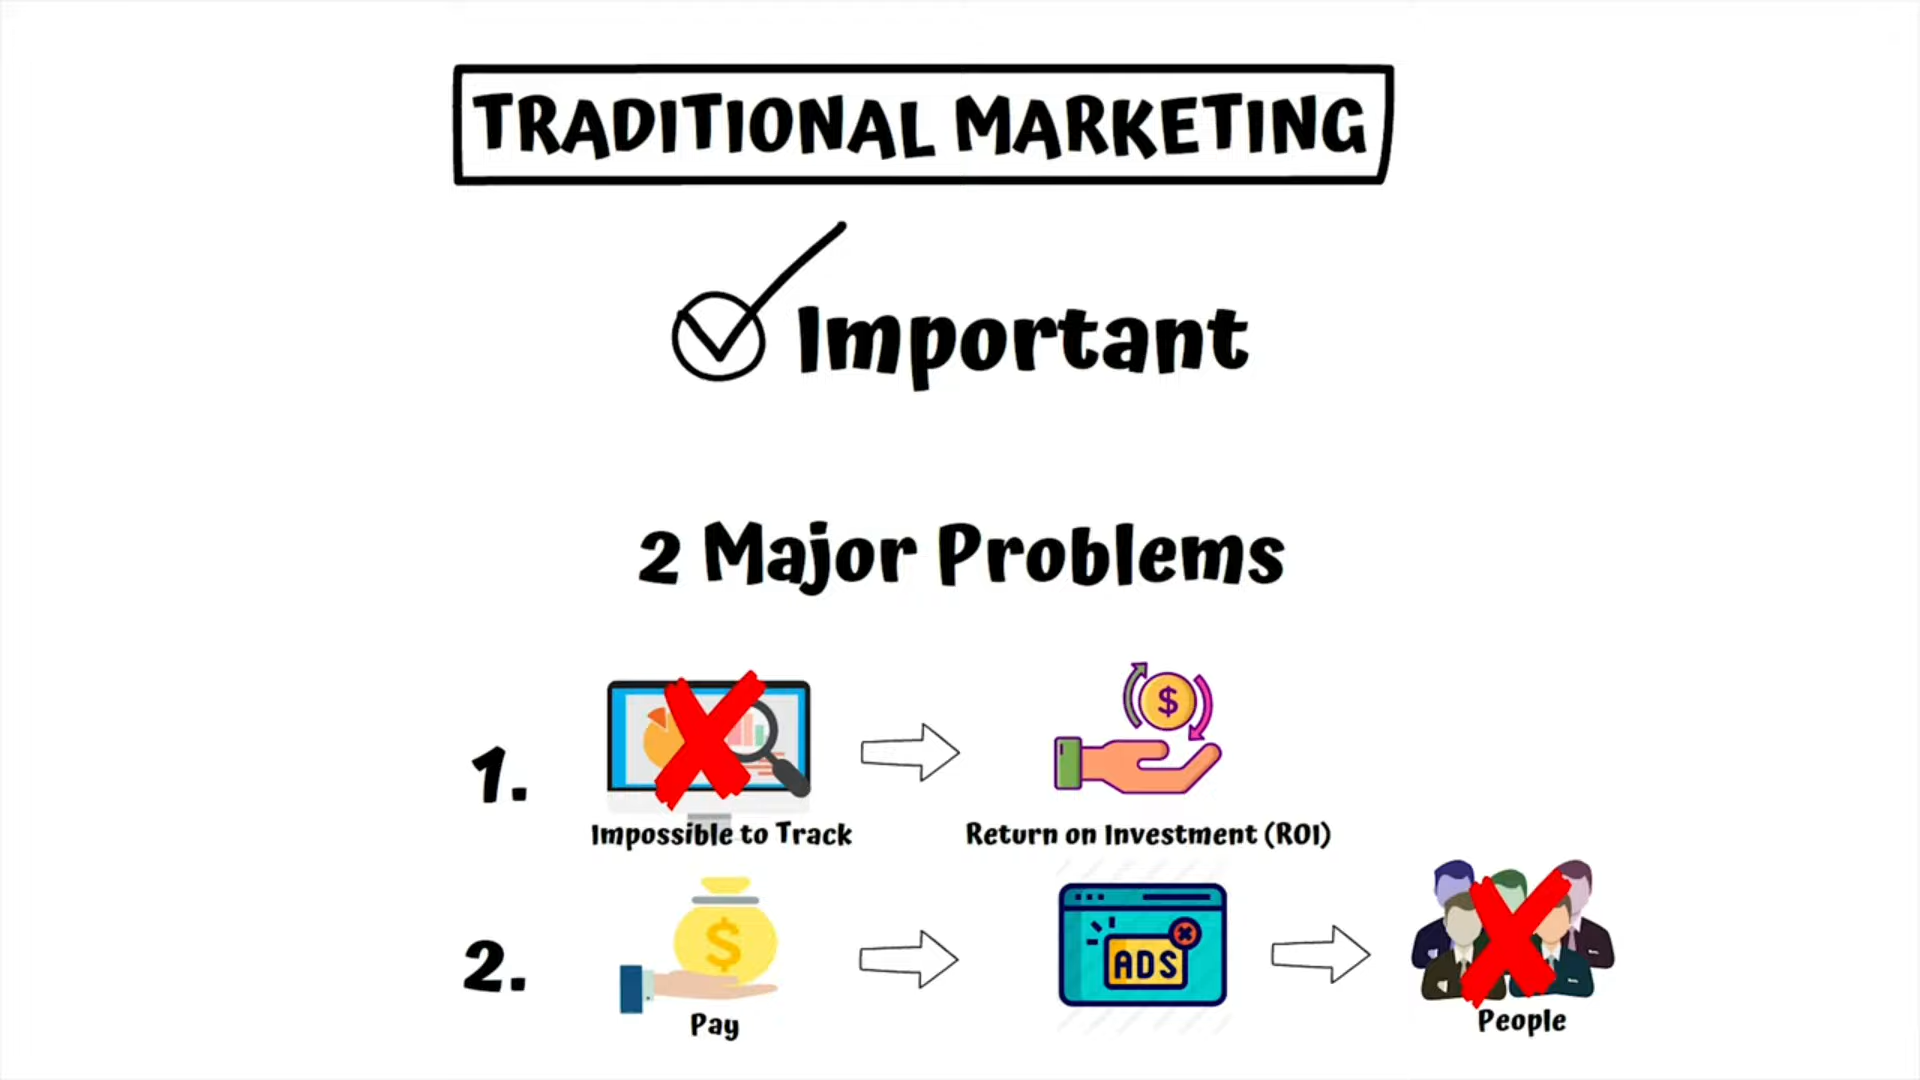 TRADITIONAL MARKETING
Important
2 Major Problems
1.
Impossible to Track
$
Return on Investment (ROI)
2.
$
Pay
ADS
People